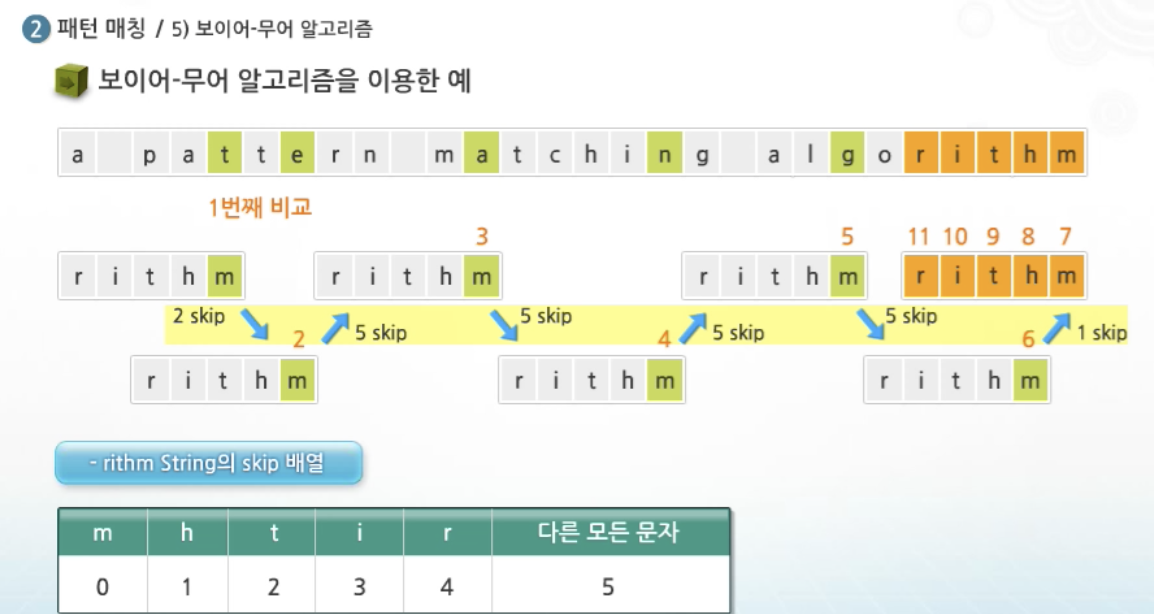 2 패턴 매칭 / 5) 보이어-무어 알고리즘
보이어-무어 알고리즘을 이용한 예
a p a t t e r n m a t c h i n g a l g o r i t h m
1번째 비교
3 5 11 10 9 8 7
r i t h m r i t h m r i t h m r i t h m
2 skip 5 skip 5 skip
2 5 skip 4 5 skip 6 1 skip
r i t h m r i t h m r i t h m
- rithm String의 skip 배열
m h t i r 다른 모든 문자
0 1 2 3 4 5